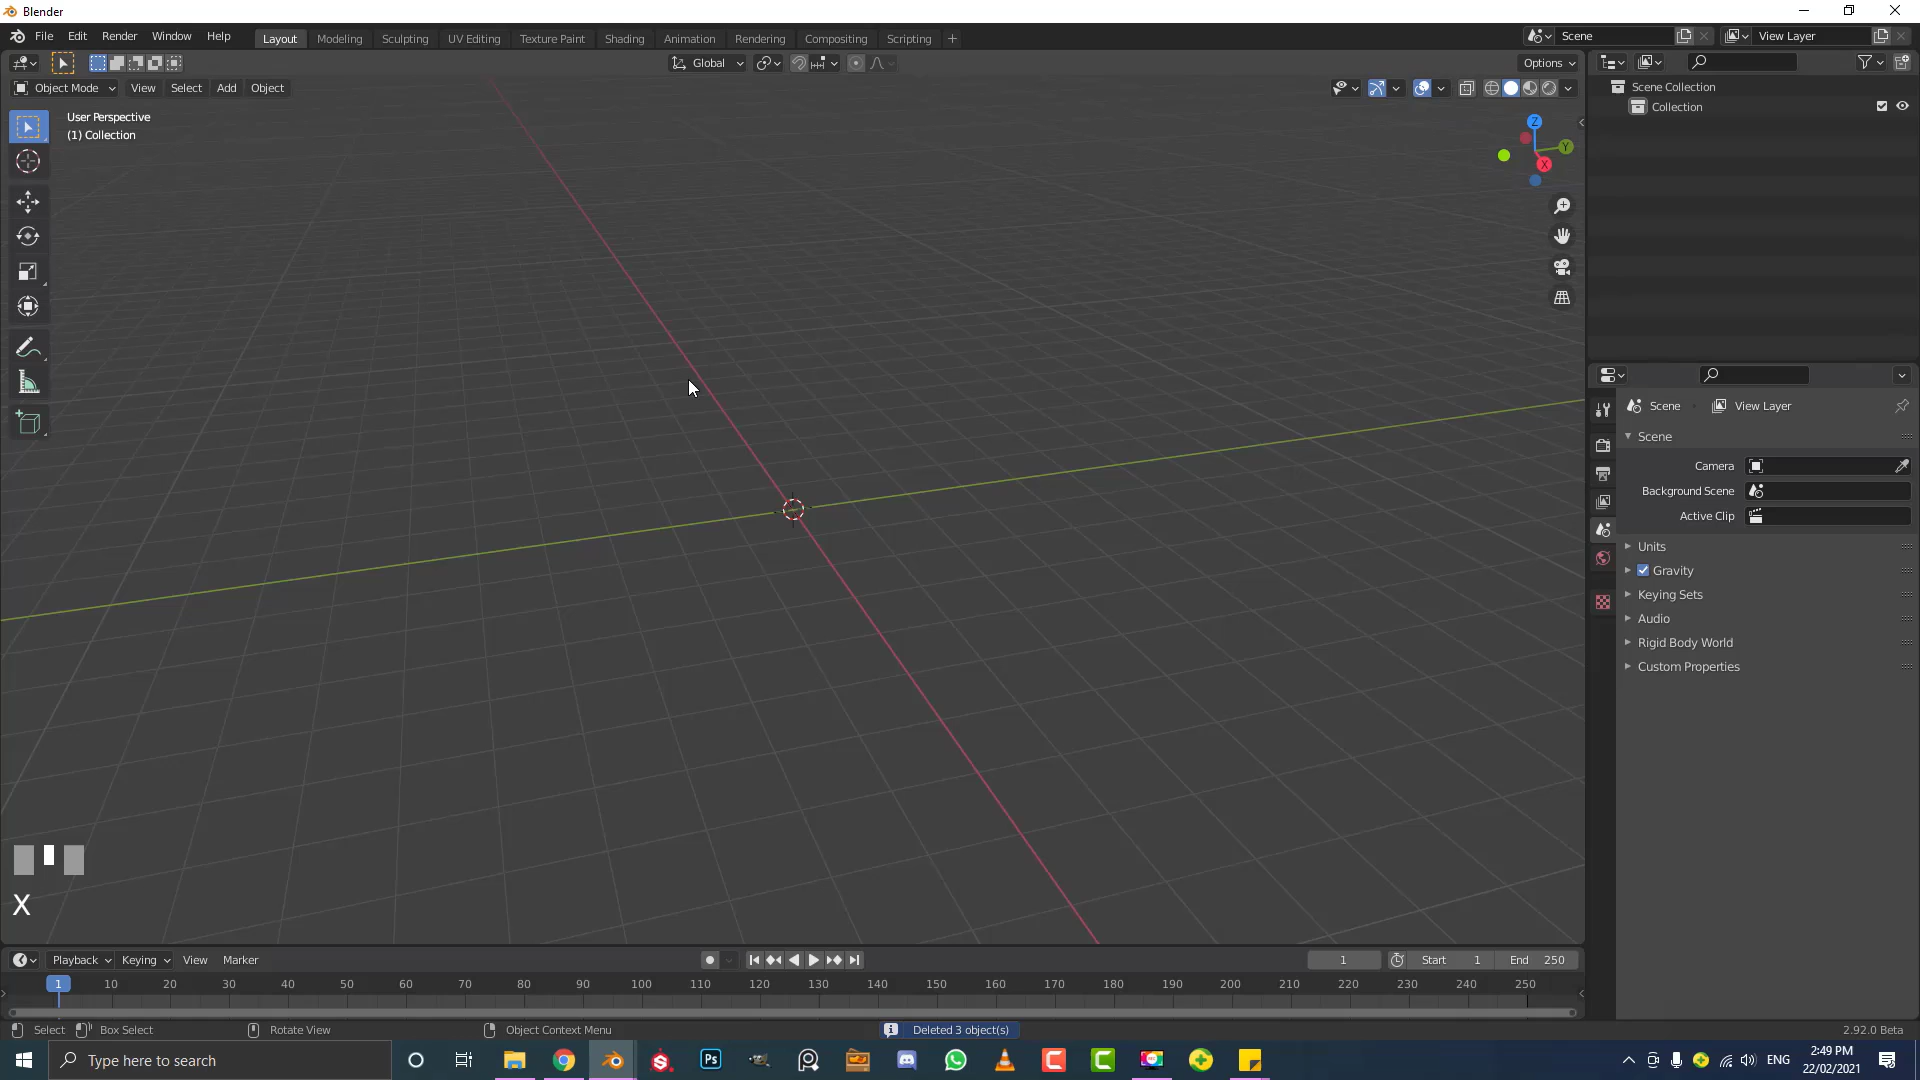 Blender
File Edit Render Window Help Layout Modeling Sculpting UV Editing Texture Paint Shading Animation Rendering Compositing Scripting + Scene View Layer
Global Options
Object Mode View Select Add Object
User Perspective
(1) Collection
Z
Y
X
Scene Collection
Collection
Scene View Layer
Scene
Camera
Background Scene
Active Clip
Units
Gravity
Keying Sets
Audio
Rigid Body World
Custom Properties
X
Playback Keying View Marker 1 Start 1 End 250
1 10 20 30 40 50 60 70 80 90 100 110 120 130 140 150 160 170 180 190 200 210 220 230 240 250
Select Box Select Rotate View Object Context Menu Deleted 3 object(s) 2.92.0 Beta
Type here to search Ps ENG 2:49 PM
22/02/2021